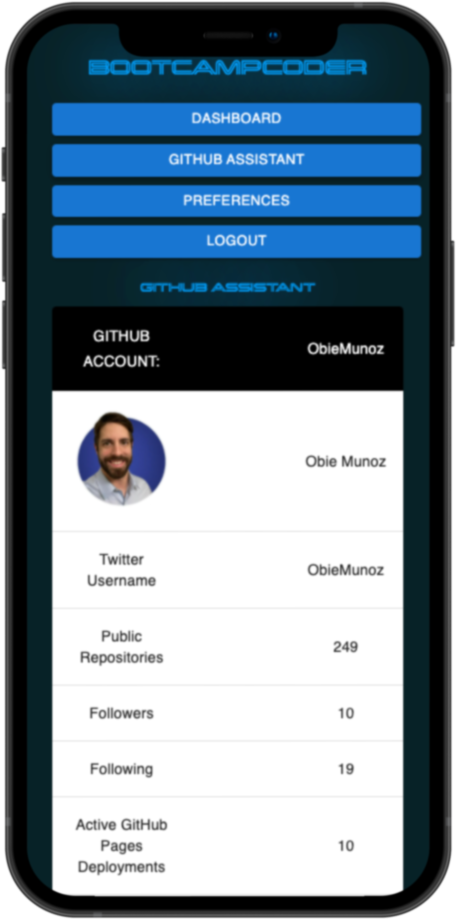 BOOTCAMPCODER
DASHBOARD
GITHUB ASSISTANT
PREFERENCES
LOGOUT
GITHUB ASSISTANT
GITHUB
ACCOUNT:
ObieMunoz
Obie Munoz
Twitter
Username
ObieMunoz
Public
Repositories
249
Followers
10
Following
19
Active GitHub
Pages
Deployments
10